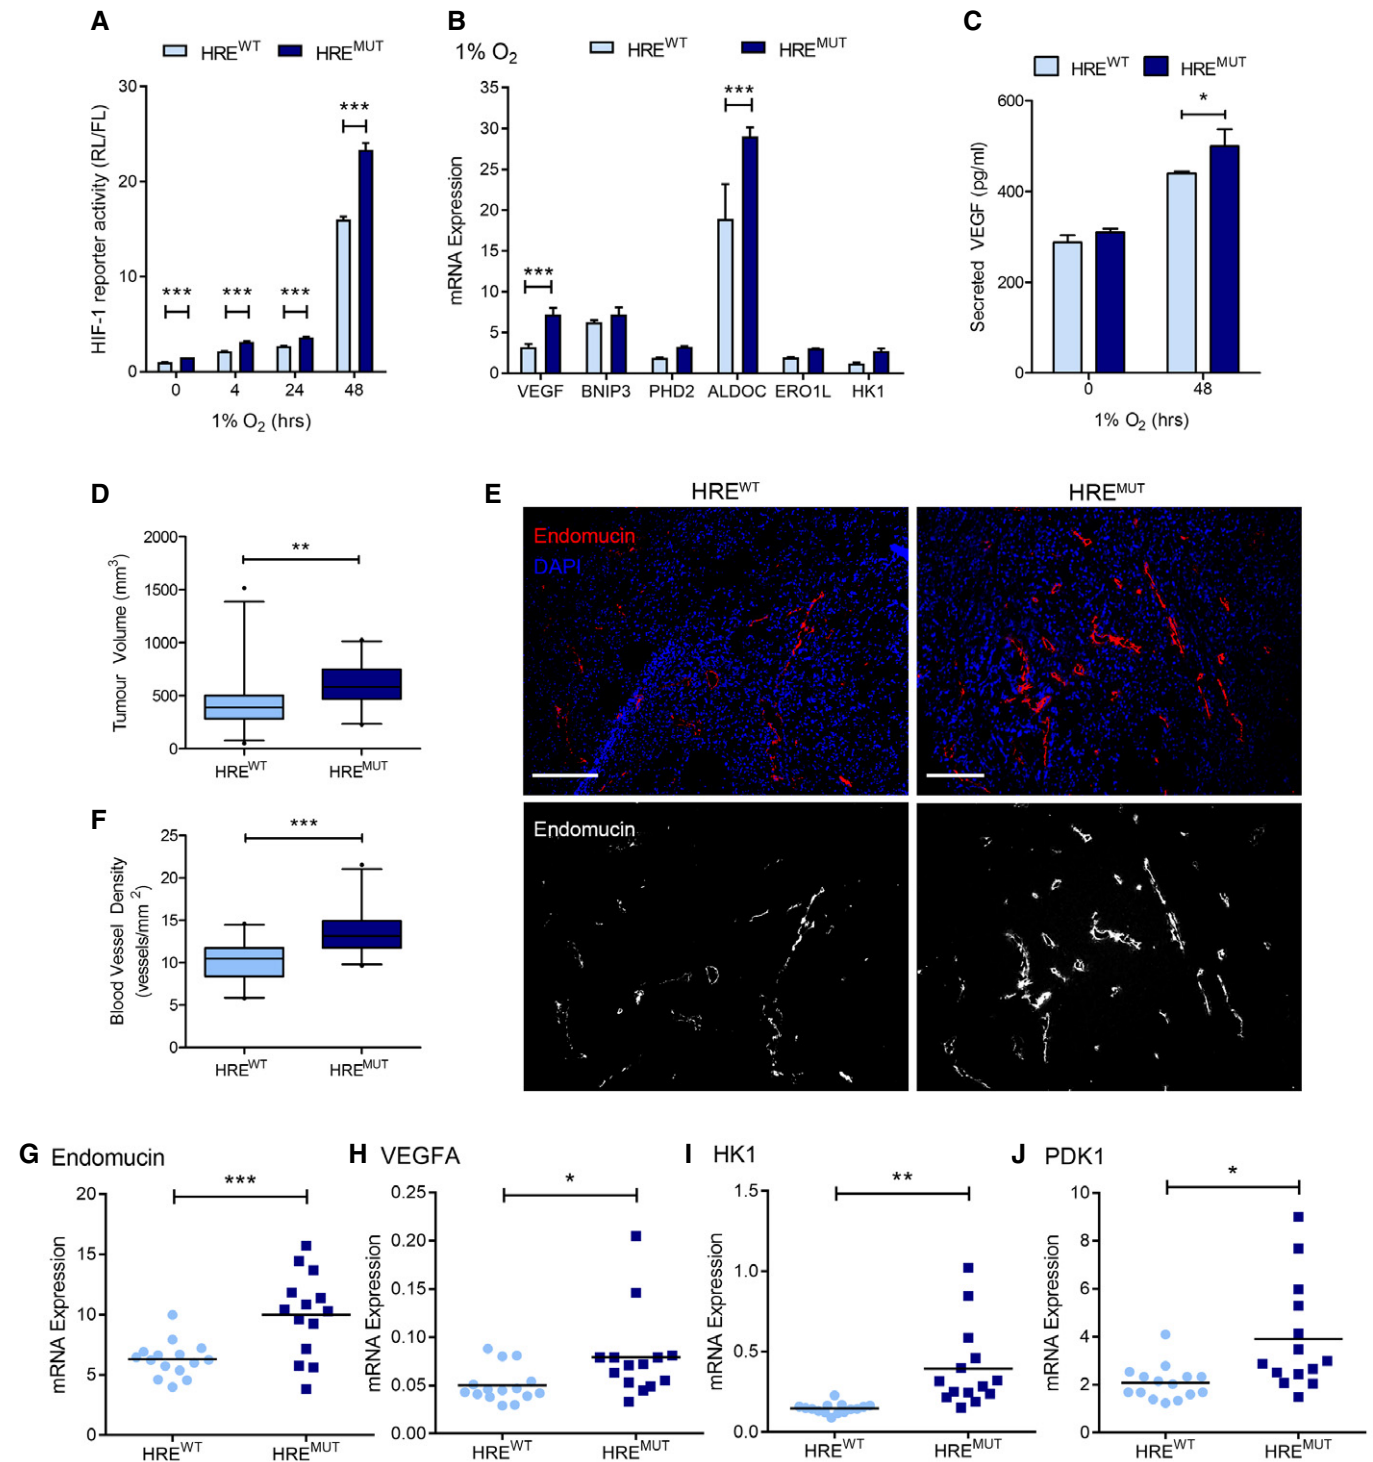 A
HRE^WT HRE^MUT
HIF-1 reporter activity (RL/FL)
30
20
10
0
***
***
***
***
0 4 24 48
1% O₂ (hrs)
B
1% O₂
HRE^WT HRE^MUT
mRNA Expression
35
30
25
20
15
10
5
0
***
***
VEGF BNIP3 PHD2 ALDOC ERO1L HK1
C
HRE^WT HRE^MUT
Secreted VEGF (pg/ml)
600
400
200
0
*
0 48
1% O₂ (hrs)
D
Tumour Volume (mm³)
2000
1500
1000
500
0
**
HRE^WT HRE^MUT
E
HRE^WT HRE^MUT
Endomucin
DAPI
Endomucin
F
Blood Vessel Density
(vessels/mm²)
25
20
15
10
5
0
***
HRE^WT HRE^MUT
G Endomucin
mRNA Expression
20
15
10
5
0
***
HRE^WT HRE^MUT
H VEGFA
mRNA Expression
0.25
0.20
0.15
0.10
0.05
0.00
*
HRE^WT HRE^MUT
I HK1
mRNA Expression
1.5
1.0
0.5
0.0
**
HRE^WT HRE^MUT
J PDK1
mRNA Expression
10
8
6
4
2
0
*
HRE^WT HRE^MUT